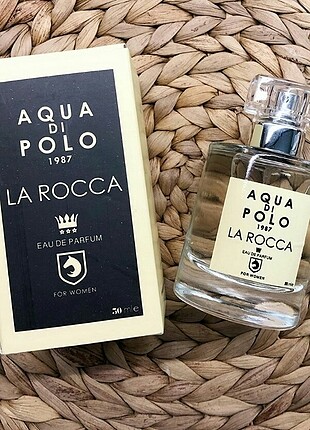 AQUA
DI
POLO
1987
LA ROCCA
EAU DE PARFUM
FOR WOMEN
50 ml e
AQUA
DI
POLO
1987
LA ROCCA
EAU DE PARFUM
FOR WOMEN